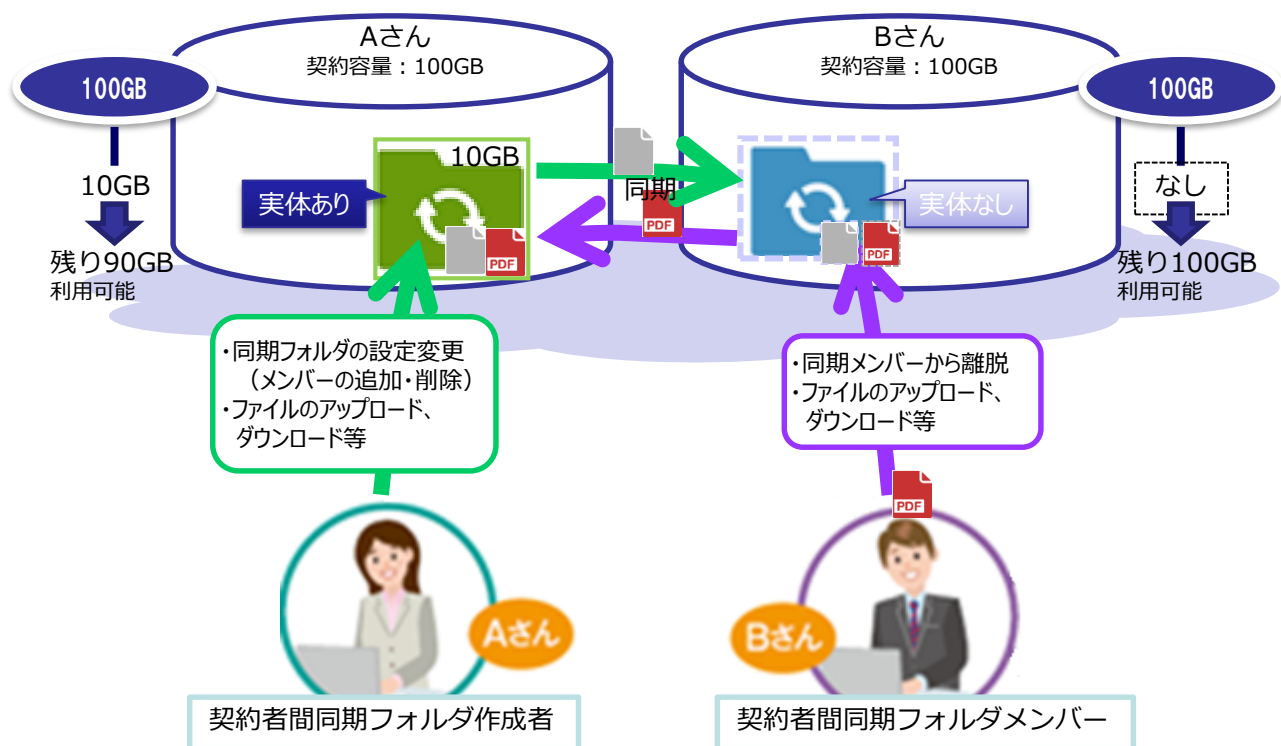 Aさん
契約容量：100GB
Bさん
契約容量：100GB
100GB
10GB
残り90GB
利用可能
実体あり
10GB
PDF
同期
PDF
実体なし
PDF
100GB
なし
残り100GB
利用可能
・同期フォルダの設定変更
（メンバーの追加・削除）
・ファイルのアップロード、
ダウンロード等
・同期メンバーから離脱
・ファイルのアップロード、
ダウンロード等
PDF
Aさん
Bさん
契約者間同期フォルダ作成者
契約者間同期フォルダメンバー